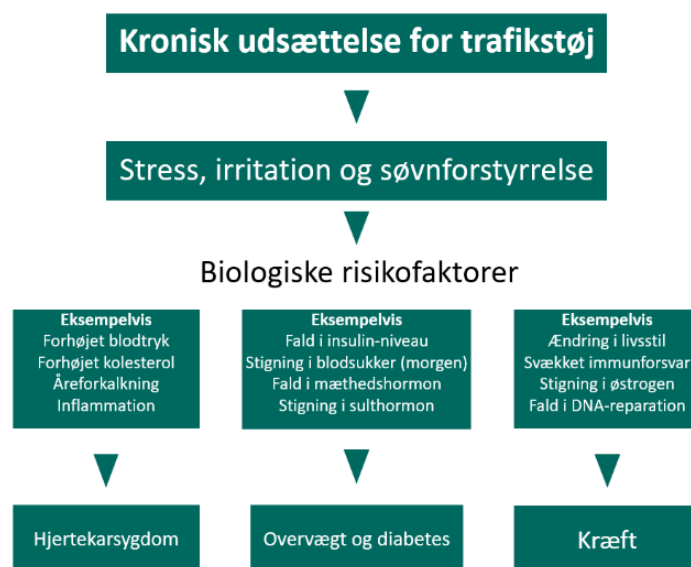 Kronisk udsættelse for trafikstøj
Stress, irritation og søvnforstyrrelse
Biologiske risikofaktorer
Eksempelvis
Forhøjet blodtryk
Forhøjet kolesterol
Åreforkalkning
Inflammation
Eksempelvis
Fald i insulin-niveau
Stigning i blodsukker (morgen)
Fald i mæthedshormon
Stigning i sulthormon
Eksempelvis
Ændring i livsstil
Svækket immunforsvar
Stigning i østrogen
Fald i DNA-reparation
Hjertekarsygdom
Overvægt og diabetes
Kræft